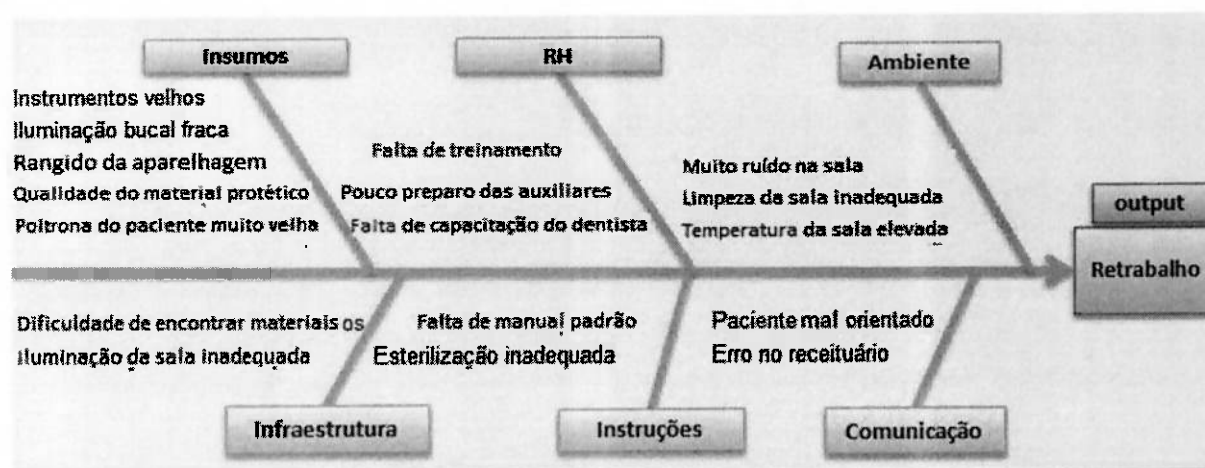 Insumos
Instrumentos velhos
Iluminação bucal fraca
Rangido da aparelhagem
Qualidade do material protético
Poltrona do paciente muito velha
RH
Falta de treinamento
Pouco preparo das auxiliares
Falta de capacitação do dentista
Ambiente
Muito ruído na sala
Limpeza da sala inadequada
Temperatura da sala elevada
output
Retrabalho
Dificuldade de encontrar materiais os
Iluminação da sala inadequada
Infraestrutura
Falta de manual padrão
Esterilização inadequada
Instruções
Paciente mal orientado
Erro no receituário
Comunicação